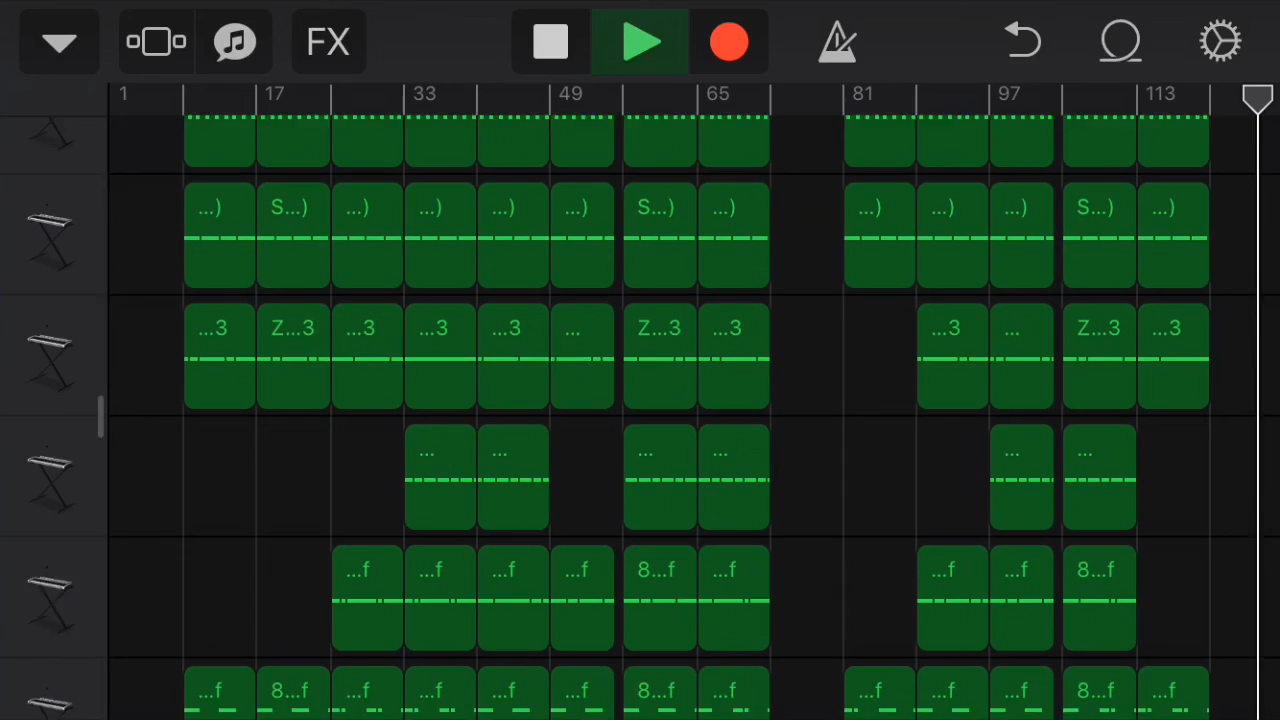 FX
1 17 33 49 65 81 97 113
...) S...) ...) ...) ...) ...) S...) ...) ...) ...) ...) S...) ...)
...3 Z...3 ...3 ...3 ...3 ... Z...3 ...3 ...3 ... Z...3 ...3
... ... ... ... ... ...
...f ...f ...f ...f 8...f ...f ...f ...f 8...f
...f 8...f ...f ...f ...f ...f 8...f ...f ...f ...f ...f 8...f ...f